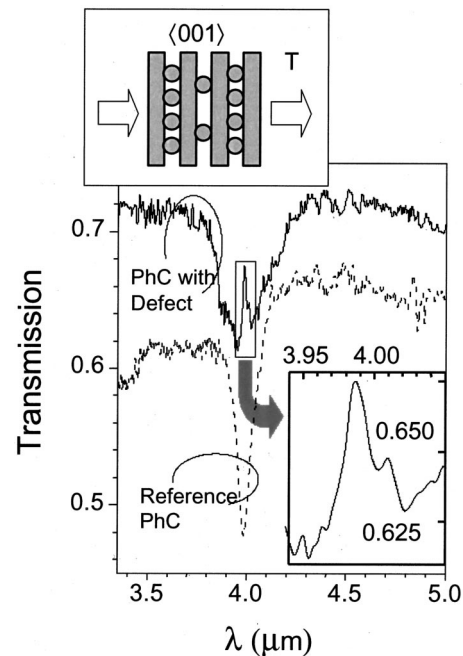 ⟨001⟩
T
0.7
0.6
0.5
Transmission
PhC with
Defect
Reference
PhC
3.95 4.00
0.650
0.625
3.5 4.0 4.5 5.0
λ (μm)